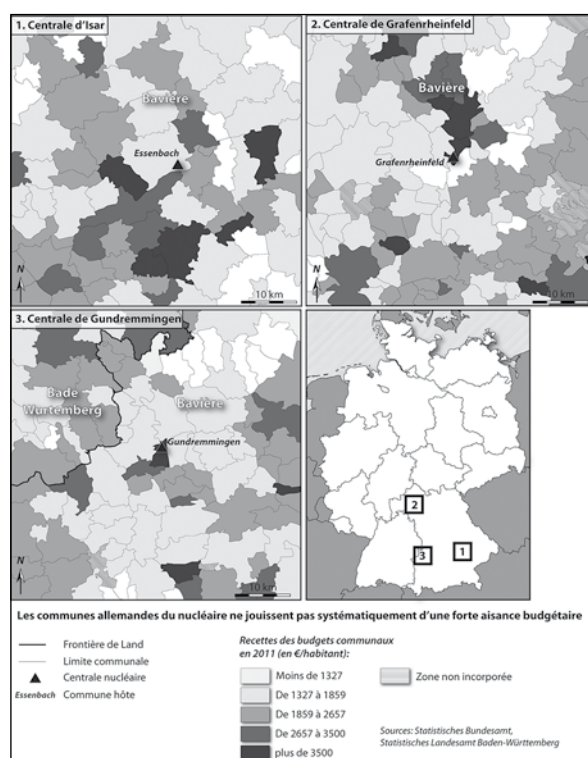 1. Centrale d'Isar
Bavière
Essenbach
N
10 km
2. Centrale de Grafenrheinfeld
Bavière
Grafenrheinfeld
N
10 km
3. Centrale de Gundremmingen
Bade
Wurtemberg
Bavière
Gundremmingen
N
10 km
2
3
1
Les communes allemandes du nucléaire ne jouissent pas systématiquement d'une forte aisance budgétaire
Frontière de Land
Limite communale
Centrale nucléaire
Essenbach Commune hôte
Recettes des budgets communaux
en 2011 (en €/habitant):
Moins de 1327
De 1327 à 1859
De 1859 à 2657
De 2657 à 3500
plus de 3500
Zone non incorporée
Sources: Statistisches Bundesamt,
Statistisches Landesamt Baden-Württemberg